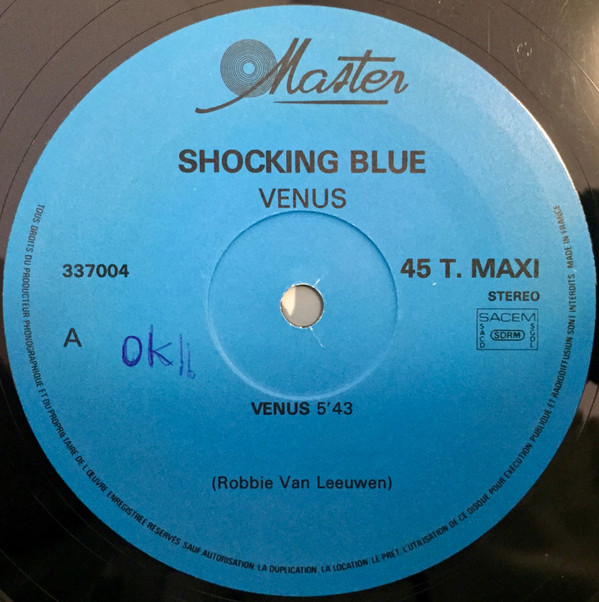 Master
SHOCKING BLUE
VENUS
337004
45 T. MAXI
STEREO
A
OK!!
SACEM
SACD
SDRM
SGDL
VENUS 5'43
(Robbie Van Leeuwen)
TOUS DROITS DU PRODUCTEUR PHONOGRAPHIQUE ET DU PROPRIETAIRE DE L'ŒUVRE ENREGISTREE RESERVES. SAUF AUTORISATION. LA DUPLICATION. LA LOCATION. LE PRET. L'UTILISATION DE CE DISQUE POUR EXECUTION PUBLIQUE ET RADIODIFFUSION SONT INTERDITS. MADE IN FRANCE